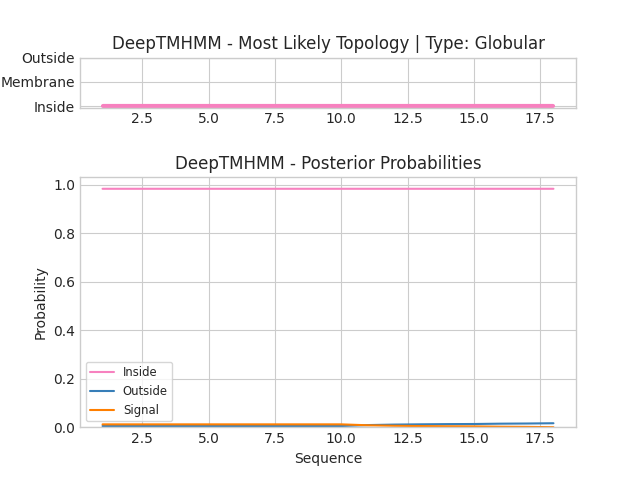 DeepTMHMM - Most Likely Topology | Type: Globular
Outside
Membrane
Inside
2.5 5.0 7.5 10.0 12.5 15.0 17.5
DeepTMHMM - Posterior Probabilities
1.0
0.8
0.6
0.4
0.2
0.0
Probability
Inside
Outside
Signal
2.5 5.0 7.5 10.0 12.5 15.0 17.5
Sequence